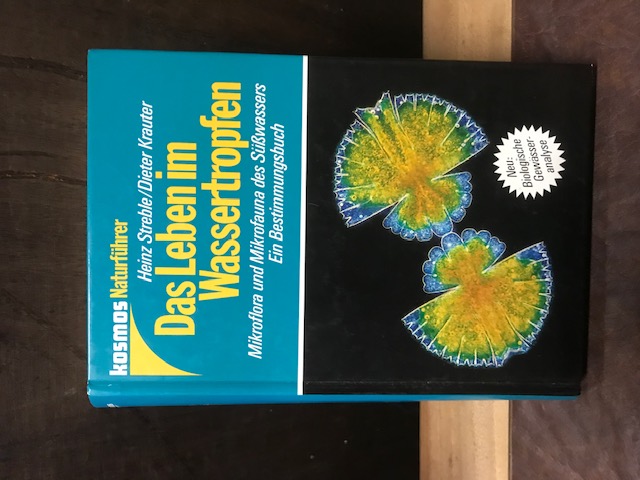 kosmos Naturführer
Heinz Streble/Dieter Krauter
Das Leben im
Wassertropfen
Mikroflora und Mikrofauna des Süßwassers
Ein Bestimmungsbuch
Neu:
Biologische
Gewässer-
analyse